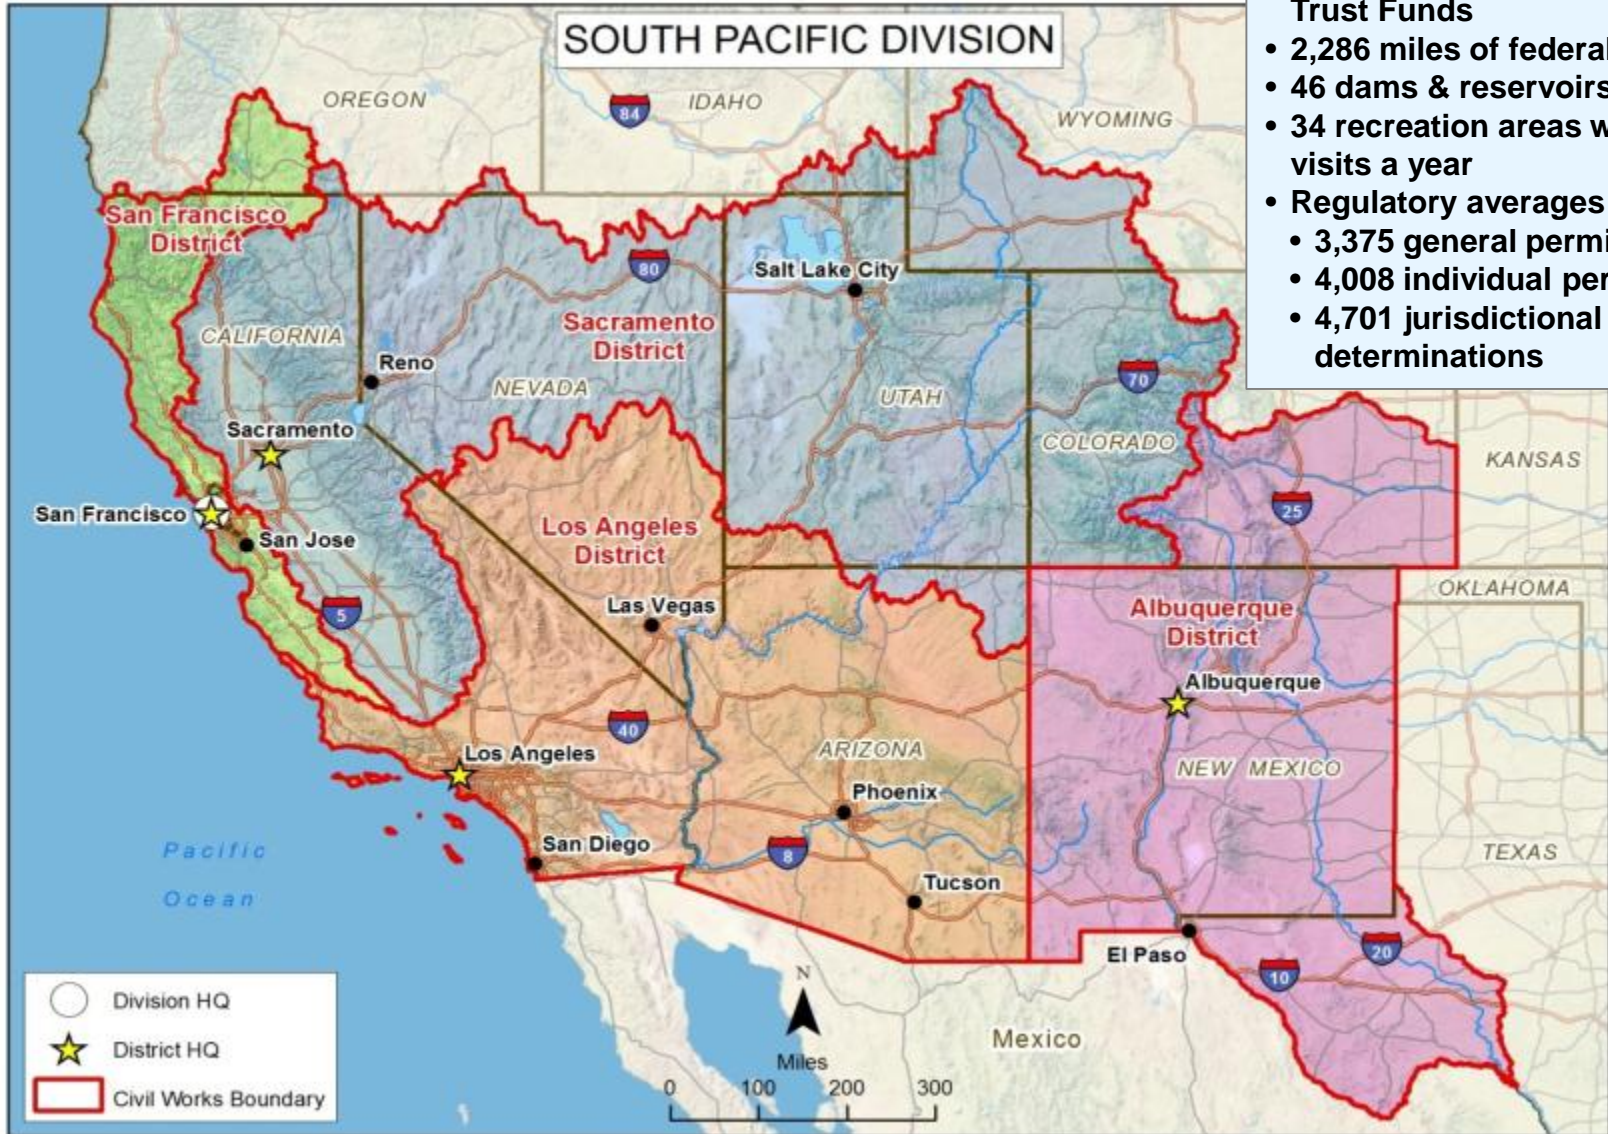 SOUTH PACIFIC DIVISION
Trust Funds
• 2,286 miles of federal
• 46 dams & reservoirs
• 34 recreation areas w
visits a year
• Regulatory averages
• 3,375 general permi
• 4,008 individual per
• 4,701 jurisdictional
determinations
OREGON
IDAHO
WYOMING
84
San Francisco
District
80
Salt Lake City
CALIFORNIA
Sacramento
District
Reno
NEVADA
UTAH
70
COLORADO
Sacramento
KANSAS
San Francisco
San Jose
Los Angeles
District
25
5
Las Vegas
Albuquerque
District
OKLAHOMA
Albuquerque
40
Los Angeles
ARIZONA
NEW MEXICO
Phoenix
Pacific
Ocean
San Diego
8
TEXAS
Tucson
El Paso
20
10
N
Mexico
Miles
0 100 200 300
Division HQ
District HQ
Civil Works Boundary